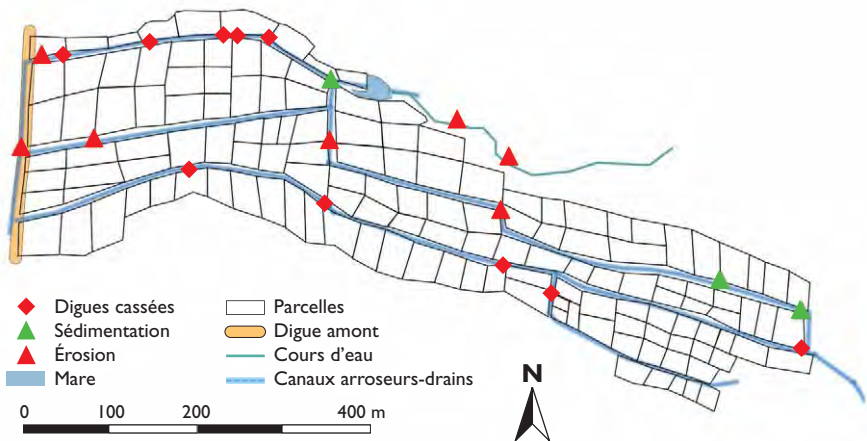 Digues cassées
Sédimentation
Érosion
Mare
Parcelles
Digue amont
Cours d'eau
Canaux arroseurs-drains
0 100 200 400 m
N